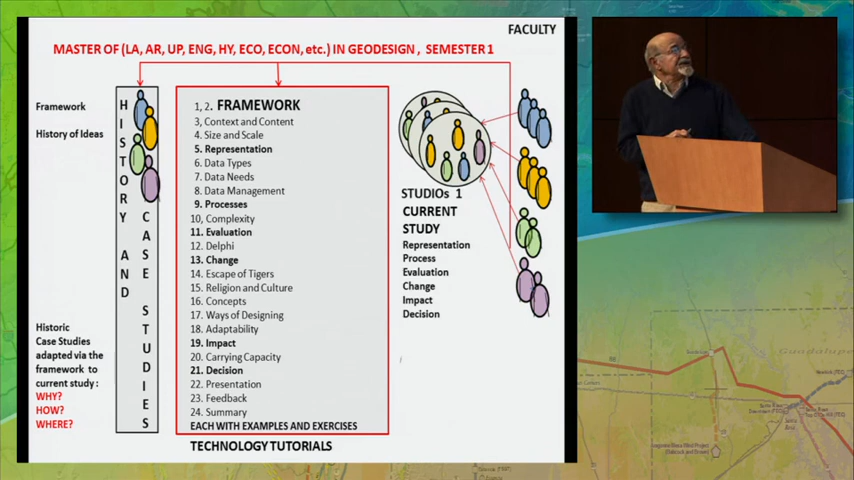 FACULTY
MASTER OF (LA, AR, UP, ENG, HY, ECO, ECON, etc.) IN GEODESIGN , SEMESTER 1
Framework
History of Ideas
HISTORY AND
CASE STUDIES
Historic
Case Studies
adapted via the
framework to
current study :
WHY?
HOW?
WHERE?
1, 2. FRAMEWORK
3, Context and Content
4. Size and Scale
5. Representation
6. Data Types
7. Data Needs
8. Data Management
9. Processes
10, Complexity
11. Evaluation
12. Delphi
13. Change
14. Escape of Tigers
15. Religion and Culture
16. Concepts
17. Ways of Designing
18. Adaptability
19. Impact
20. Carrying Capacity
21. Decision
22. Presentation
23. Feedback
24. Summary
EACH WITH EXAMPLES AND EXERCISES
TECHNOLOGY TUTORIALS
STUDIOs 1
CURRENT
STUDY
Representation
Process
Evaluation
Change
Impact
Decision